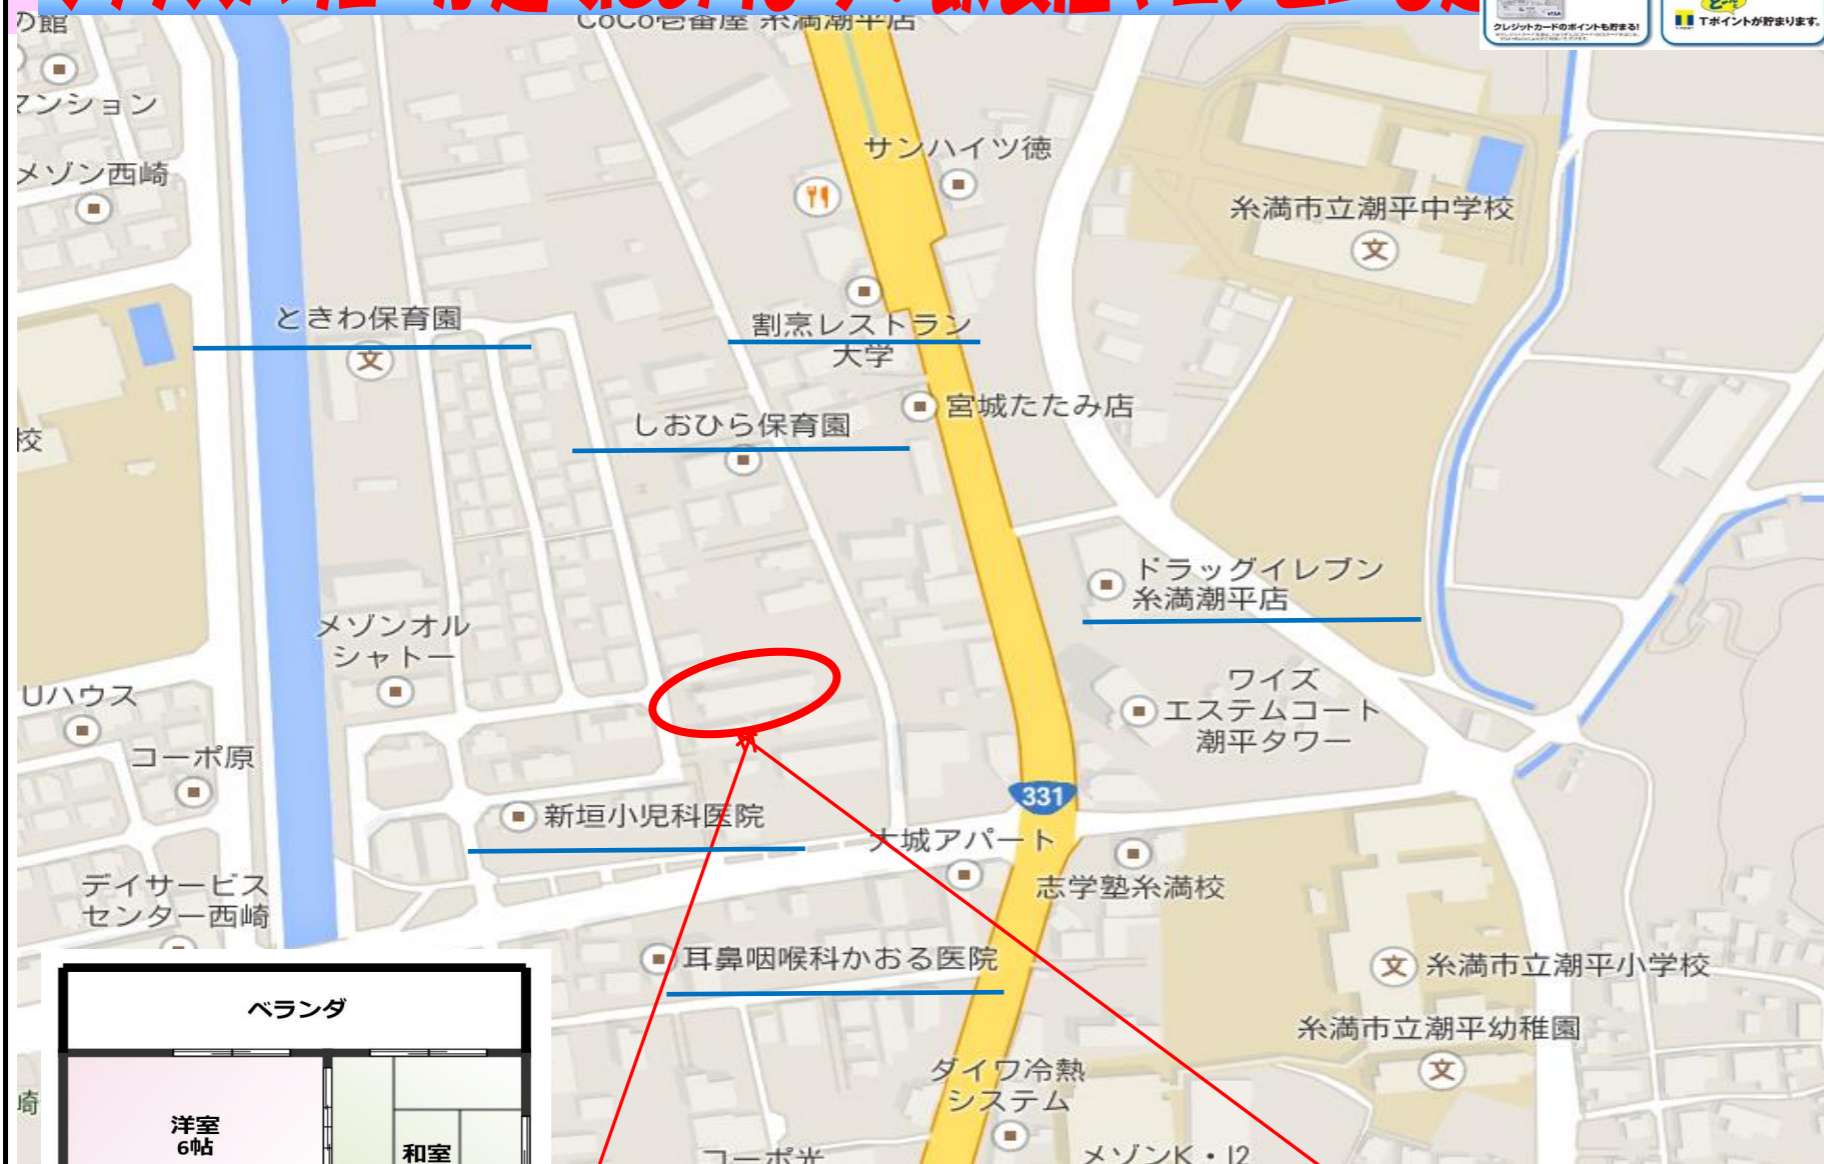 クレジットカードのポイントも貯まる!
Tポイントが貯まります。
VISA
の館
CoCo壱番屋 糸満潮平店
マンション
サンハイツ徳
メゾン西崎
糸満市立潮平中学校
文
ときわ保育園
文
割烹レストラン
大学
宮城たたみ店
しおひら保育園
校
ドラッグイレブン
糸満潮平店
メゾンオル
シャトー
Uハウス
ワイズ
エステムコート
潮平タワー
コーポ原
331
新垣小児科医院
大城アパート
志学塾糸満校
デイサービス
センター西崎
耳鼻咽喉科かおる医院
文
糸満市立潮平小学校
ベランダ
糸満市立潮平幼稚園
文
ダイワ冷熱
システム
崎
洋室
6帖
和室
コーポ光
メゾンK・I2